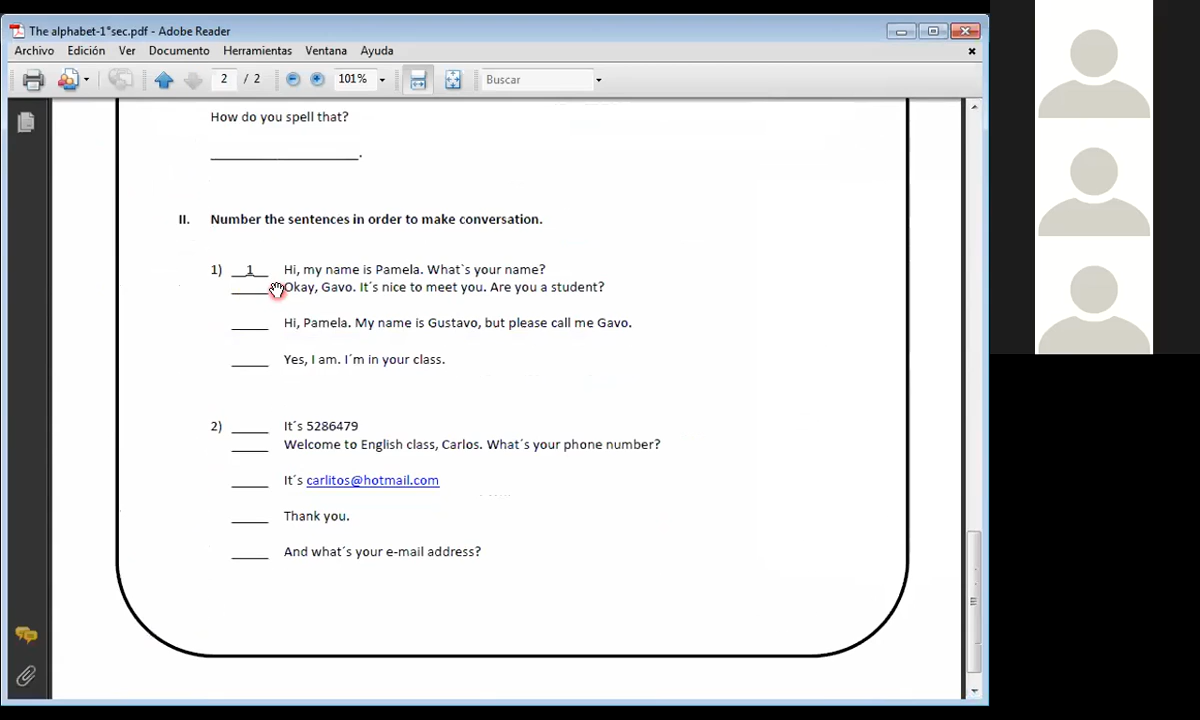 The alphabet-1°sec.pdf - Adobe Reader
Archivo Edición Ver Documento Herramientas Ventana Ayuda
2 / 2 101% Buscar
How do you spell that?
____________________.
II. Number the sentences in order to make conversation.
1) __1__ Hi, my name is Pamela. What`s your name?
_____ Okay, Gavo. It´s nice to meet you. Are you a student?
_____ Hi, Pamela. My name is Gustavo, but please call me Gavo.
_____ Yes, I am. I´m in your class.
2) _____ It´s 5286479
_____ Welcome to English class, Carlos. What´s your phone number?
_____ It´s carlitos@hotmail.com
_____ Thank you.
_____ And what´s your e-mail address?